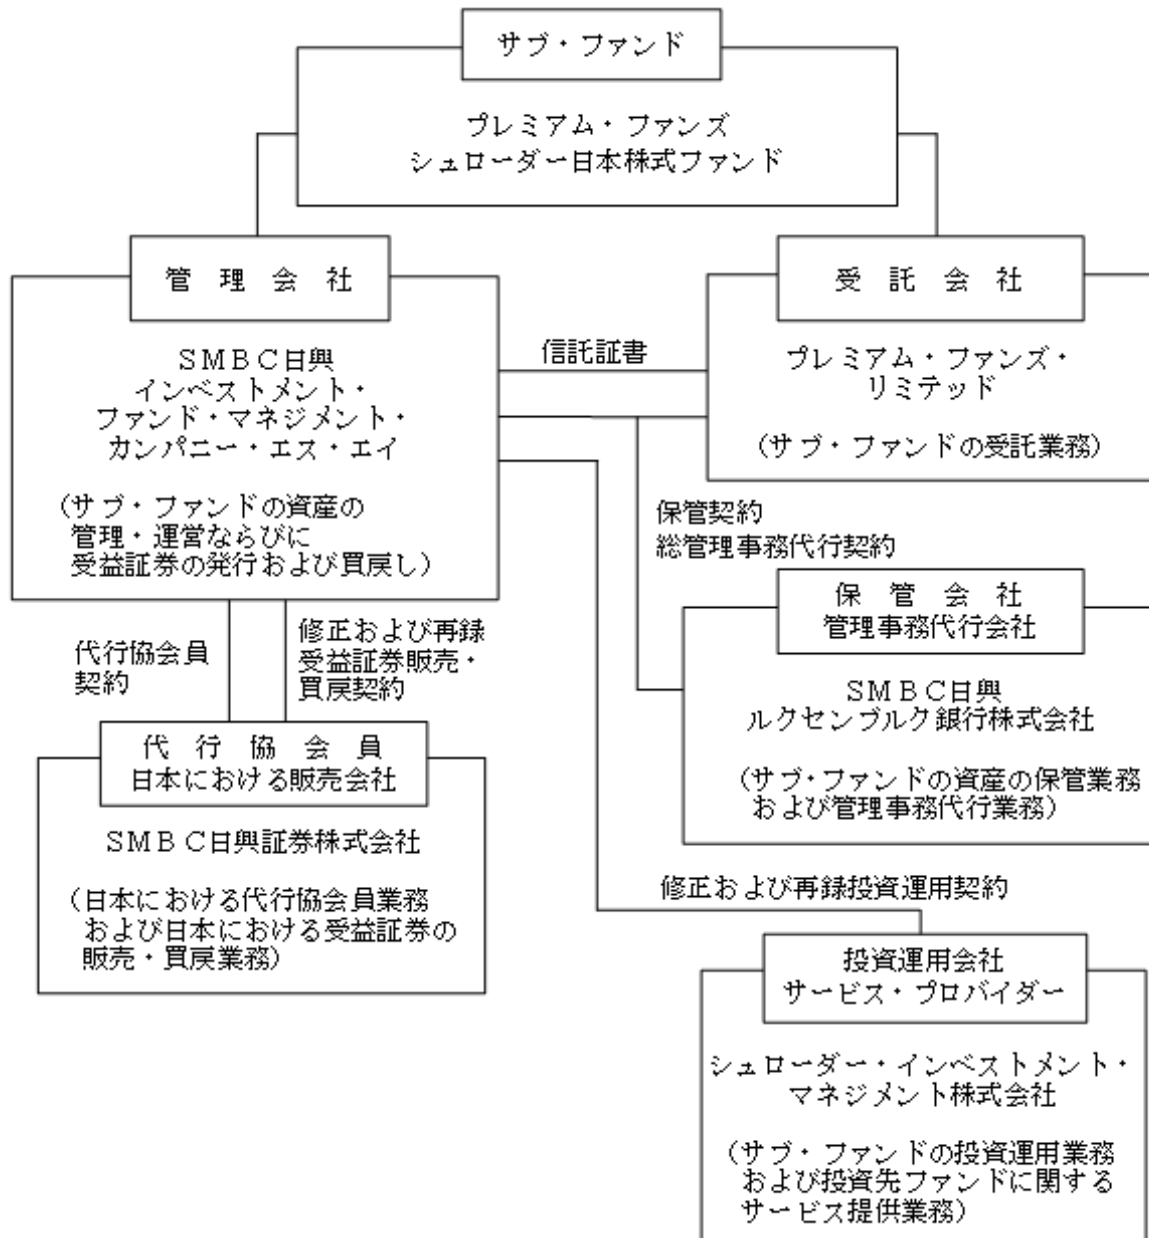 サブ・ファンド
プレミアム・ファンズ
シュローダー日本株式ファンド
管 理 会 社
SMBC日興
インベストメント・
ファンド・マネジメント・
カンパニー・エス・エイ
(サブ・ファンドの資産の
管理・運営ならびに
受益証券の発行および買戻し)
信託証書
受 託 会 社
プレミアム・ファンズ・
リミテッド
(サブ・ファンドの受託業務)
保管契約
総管理事務代行契約
保 管 会 社
管理事務代行会社
SMBC日興
ルクセンブルク銀行株式会社
(サブ・ファンドの資産の保管業務
および管理事務代行業務)
代行協会員
契約
修正および再録
受益証券販売・
買戻契約
代 行 協 会 員
日本における販売会社
SMBC日興証券株式会社
(日本における代行協会員業務
および日本における受益証券の
販売・買戻業務)
修正および再録投資運用契約
投資運用会社
サービス・プロバイダー
シュローダー・インベストメント・
マネジメント株式会社
(サブ・ファンドの投資運用業務
および投資先ファンドに関する
サービス提供業務)